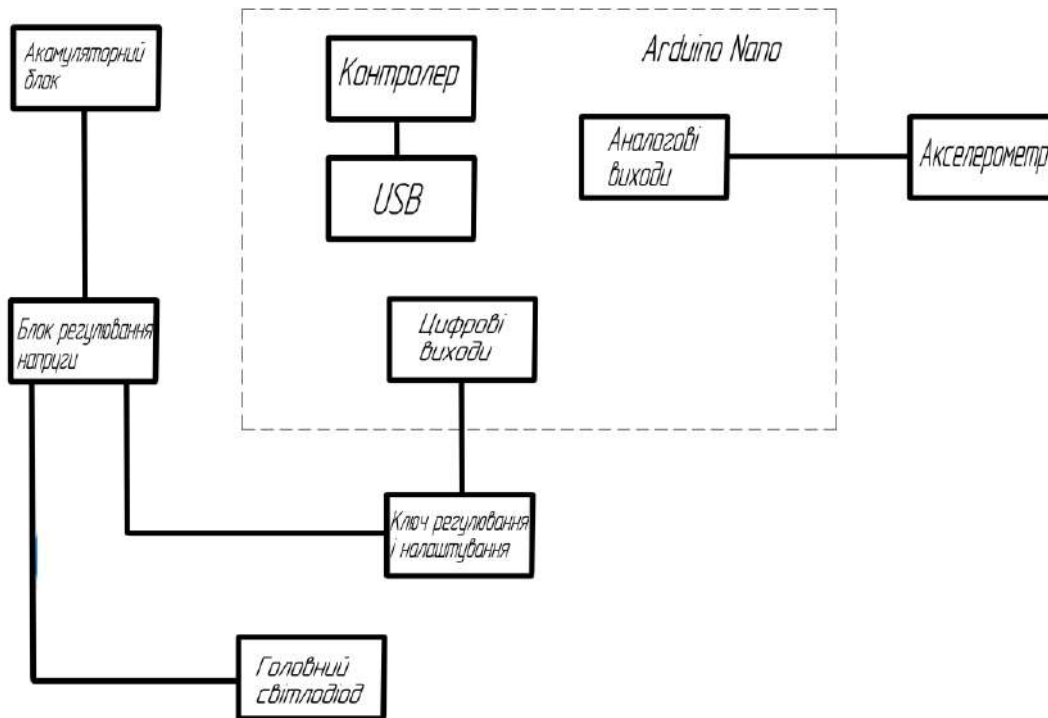 Акамуляторний
блок
Контролер
Arduino Nano
USB
Аналогові
виходи
Акселерометр
Блок регулювання
напруги
Цифрові
виходи
Ключ регулювання
і налаштування
Головний
світлодіод